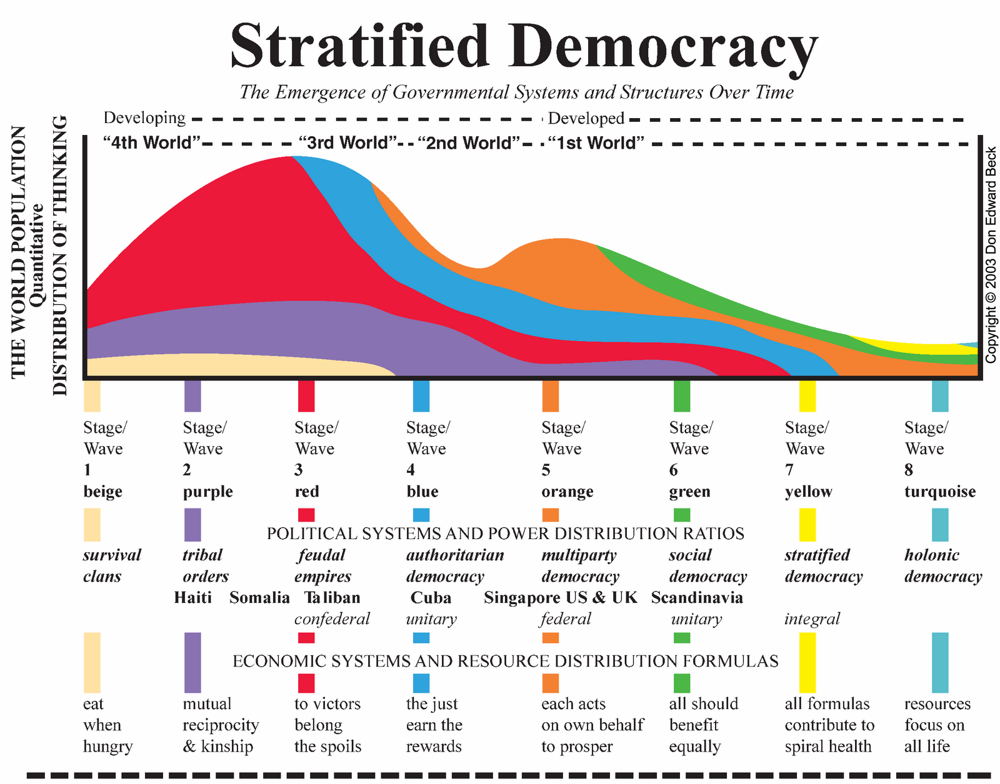 Stratified Democracy
The Emergence of Governmental Systems and Structures Over Time
Developing Developed
“4th World” “3rd World” “2nd World” “1st World”
THE WORLD POPULATION
Quantitative
DISTRIBUTION OF THINKING
Copyright © 2003 Don Edward Beck
Stage/ Stage/ Stage/ Stage/ Stage/ Stage/ Stage/ Stage/
Wave Wave Wave Wave Wave Wave Wave Wave
1 2 3 4 5 6 7 8
beige purple red blue orange green yellow turquoise
POLITICAL SYSTEMS AND POWER DISTRIBUTION RATIOS
survival tribal feudal authoritarian multiparty social stratified holonic
clans orders empires democracy democracy democracy democracy democracy
Haiti Somalia Taliban Cuba Singapore US & UK Scandinavia
confederal unitary federal unitary integral
ECONOMIC SYSTEMS AND RESOURCE DISTRIBUTION FORMULAS
eat mutual to victors the just each acts all should all formulas resources
when reciprocity belong earn the on own behalf benefit contribute to focus on
hungry & kinship the spoils rewards to prosper equally spiral health all life